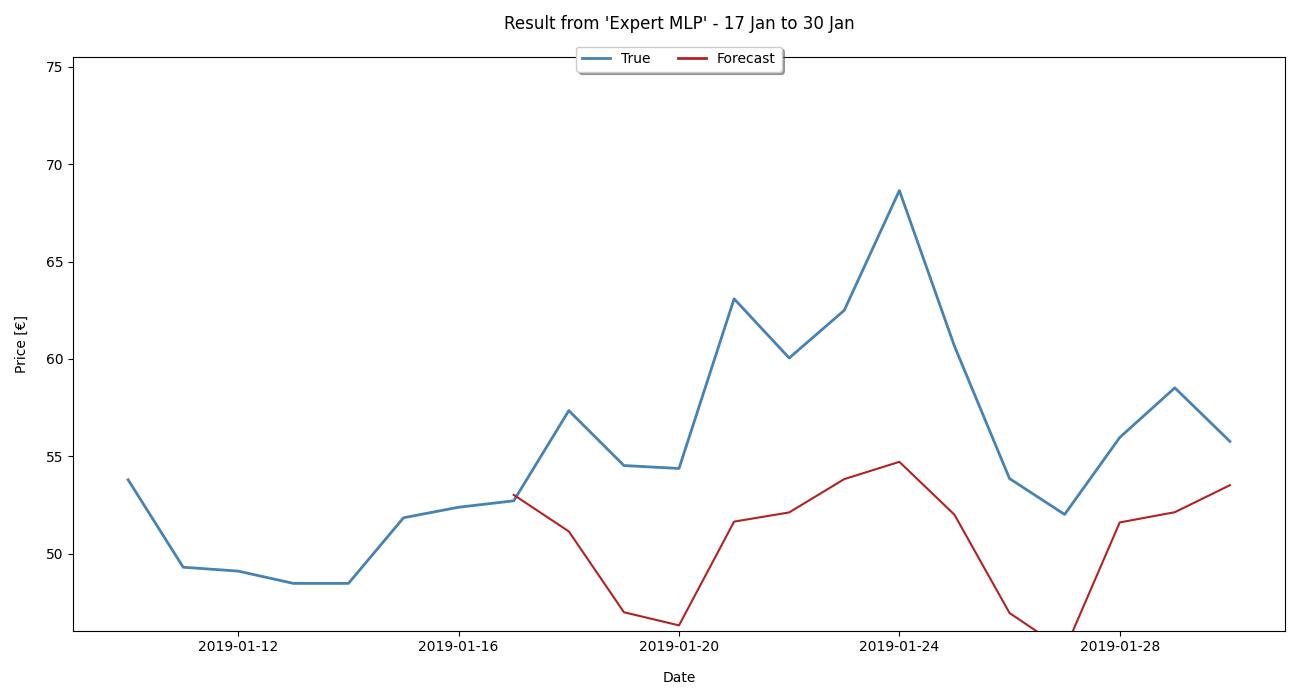 Result from 'Expert MLP' - 17 Jan to 30 Jan
True Forecast
75
70
65
60
55
50
Price [€]
2019-01-12 2019-01-16 2019-01-20 2019-01-24 2019-01-28
Date